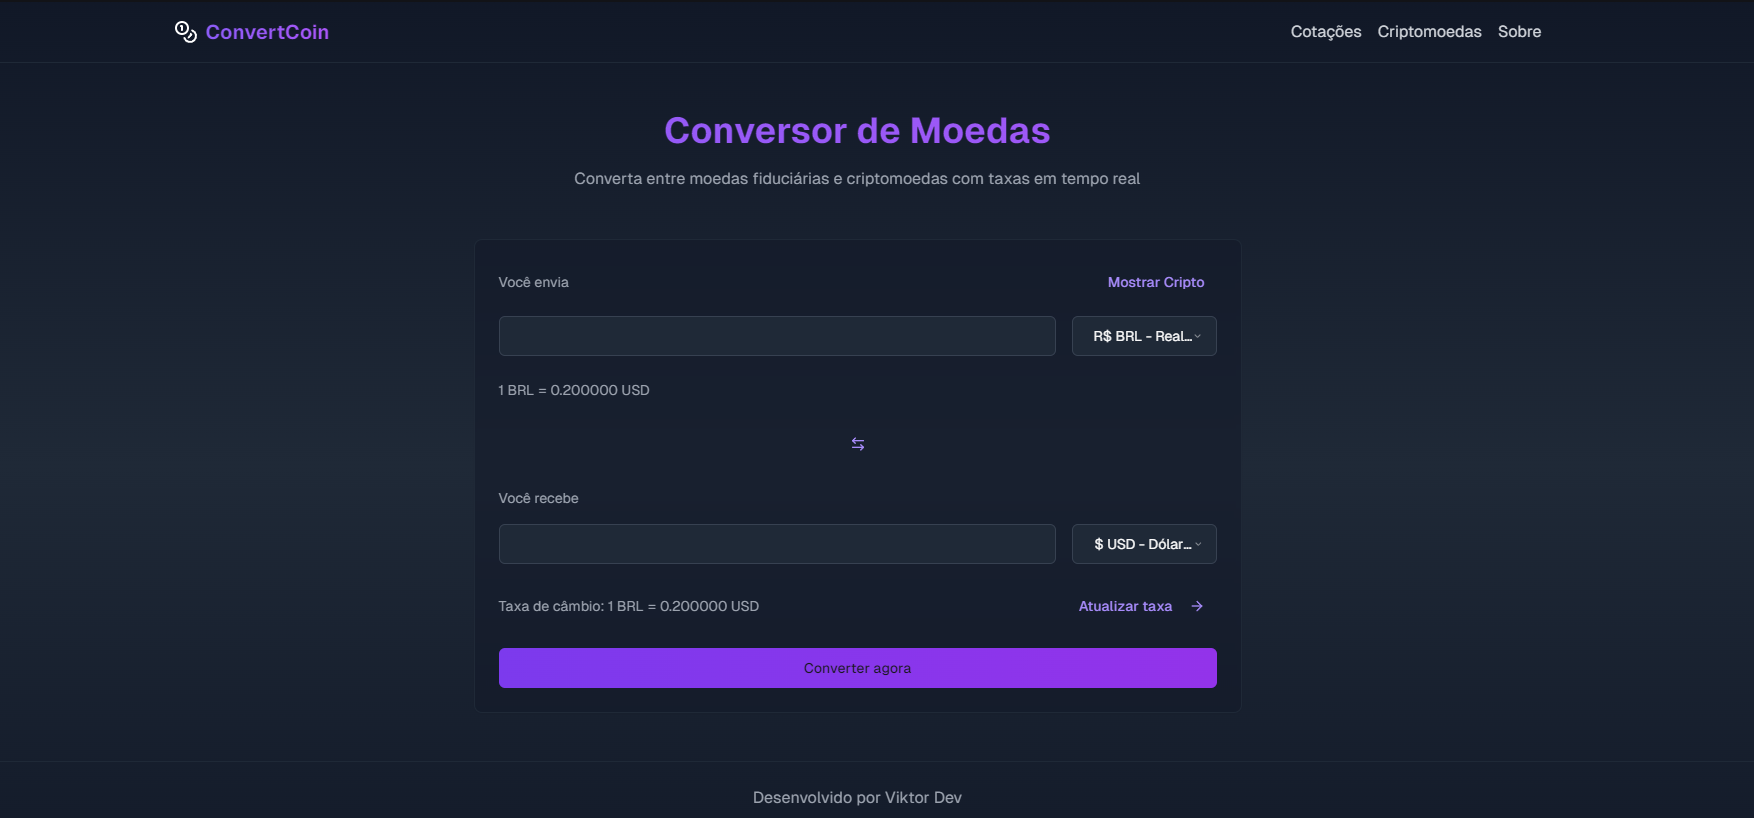 ConvertCoin
Cotações Criptomoedas Sobre
Conversor de Moedas
Converta entre moedas fiduciárias e criptomoedas com taxas em tempo real
Você envia
Mostrar Cripto
R$ BRL - Real...
1 BRL = 0.200000 USD
Você recebe
$ USD - Dólar...
Taxa de câmbio: 1 BRL = 0.200000 USD
Atualizar taxa
Converter agora
Desenvolvido por Viktor Dev